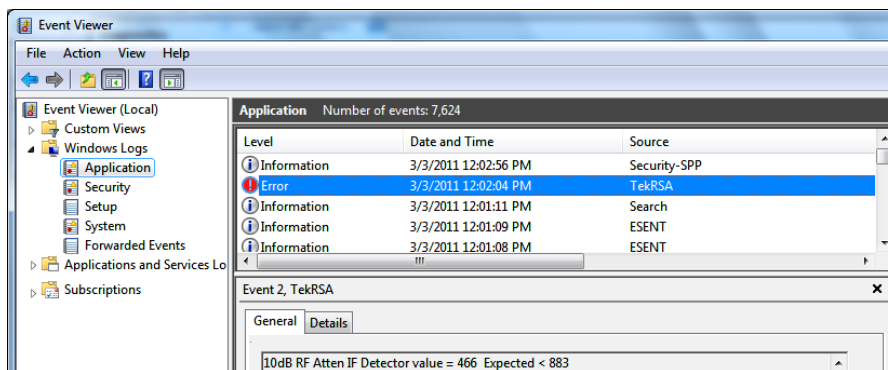 Event Viewer
File Action View Help
Event Viewer (Local)
Custom Views
Windows Logs
Application
Security
Setup
System
Forwarded Events
Applications and Services Lo
Subscriptions
Application Number of events: 7,624
Level Date and Time Source
Information 3/3/2011 12:02:56 PM Security-SPP
Error 3/3/2011 12:02:04 PM TekRSA
Information 3/3/2011 12:01:11 PM Search
Information 3/3/2011 12:01:09 PM ESENT
Information 3/3/2011 12:01:08 PM ESENT
Event 2, TekRSA
General Details
10dB RF Atten IF Detector value = 466 Expected < 883